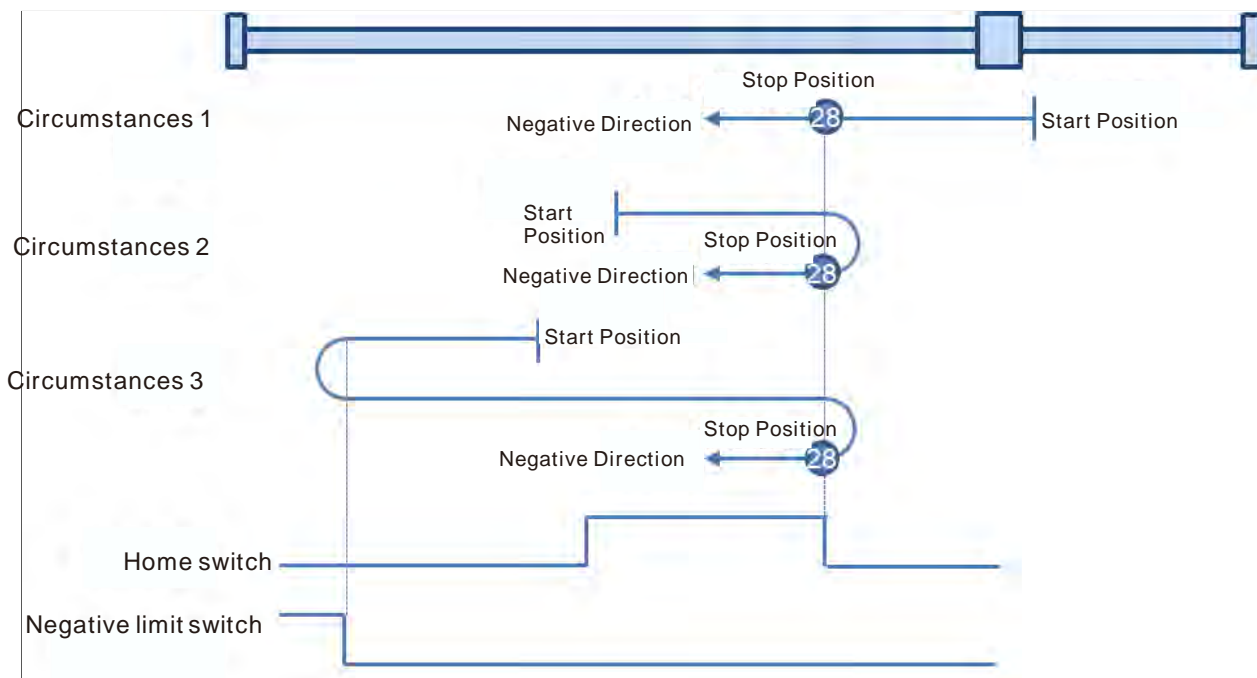 Stop Position
Circumstances 1
Negative Direction
28
Start Position
Start
Position
Circumstances 2
Stop Position
Negative Direction
28
Start Position
Circumstances 3
Stop Position
Negative Direction
28
Home switch
Negative limit switch